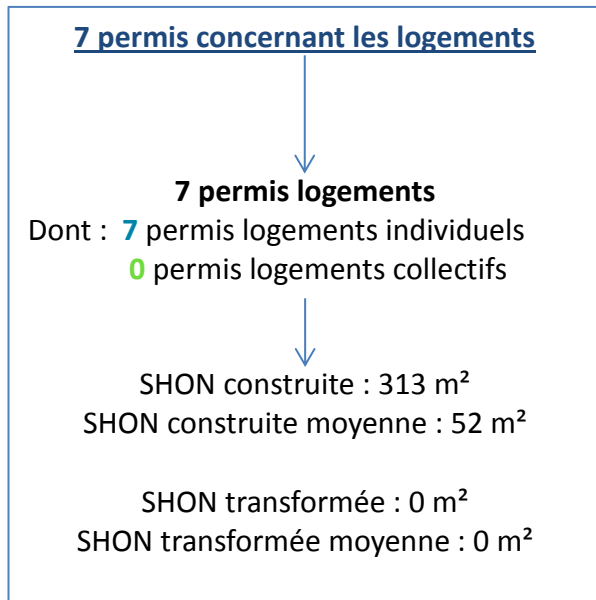 7 permis concernant les logements
7 permis logements
Dont : 7 permis logements individuels
0 permis logements collectifs
SHON construite : 313 m²
SHON construite moyenne : 52 m²
SHON transformée : 0 m²
SHON transformée moyenne : 0 m²